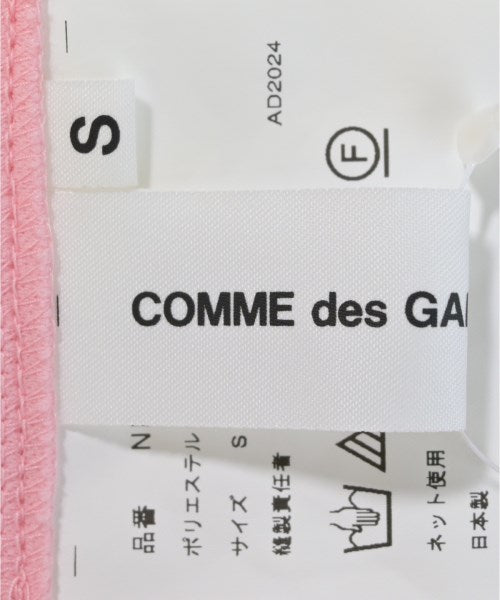 S
AD2024
F
COMME des GA
品番 N
ポリエステル
サイズ S
縫製責任者
ネット使用
日本製